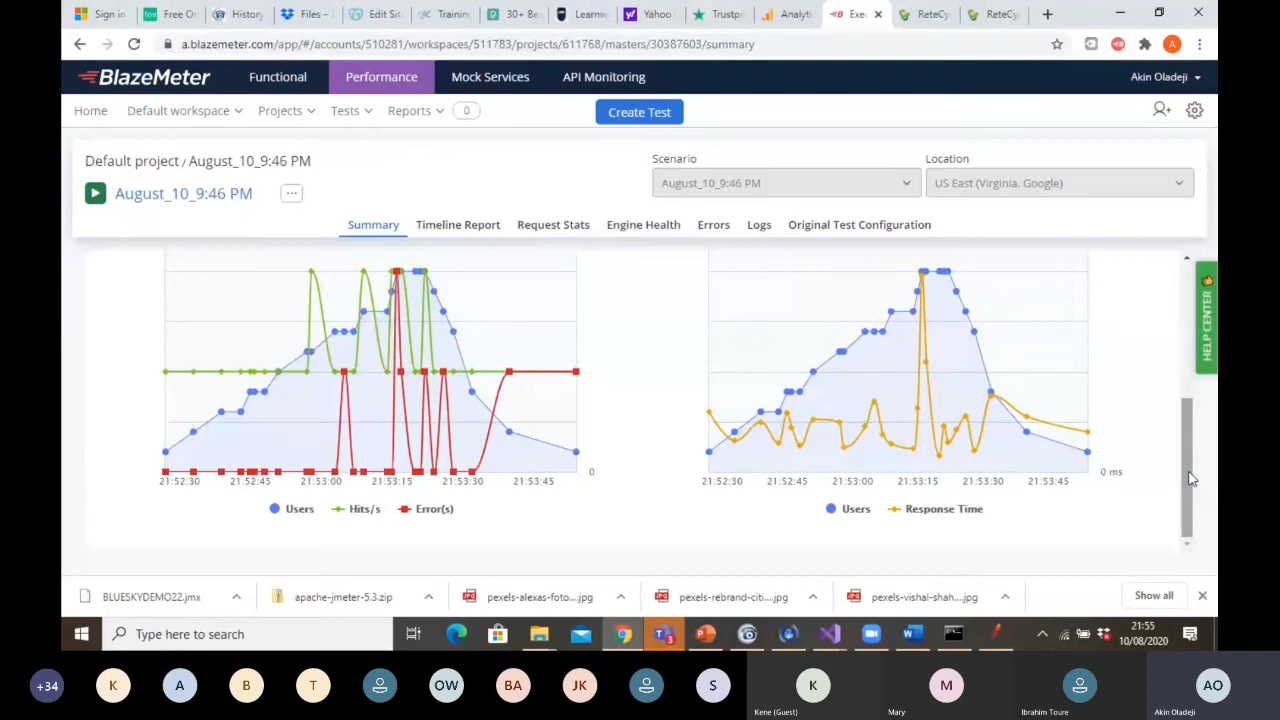 Sign in
Free O
History
Files –
Edit Sit
Training
30+ Be
Learnw
Yahoo
Trustpi
Analyti
Exe
ReteCy
ReteCy
a.blazemeter.com/app/#/accounts/510281/workspaces/511783/projects/611768/masters/30387603/summary
A
BlazeMeter
Functional
Performance
Mock Services
API Monitoring
Akin Oladeji
Home
Default workspace
Projects
Tests
Reports
0
Create Test
Default project / August_10_9:46 PM
Scenario
Location
August_10_9:46 PM
August_10_9:46 PM
US East (Virginia, Google)
Summary
Timeline Report
Request Stats
Engine Health
Errors
Logs
Original Test Configuration
HELP CENTER
0
0 ms
21:52:30 21:52:45 21:53:00 21:53:15 21:53:30 21:53:45
21:52:30 21:52:45 21:53:00 21:53:15 21:53:30 21:53:45
Users Hits/s Error(s)
Users Response Time
BLUESKYDEMO22.jmx
apache-jmeter-5.3.zip
pexels-alexas-foto....jpg
pexels-rebrand-citi....jpg
pexels-vishal-shah....jpg
Show all
Type here to search
3
21:55
10/08/2020
+34
K
A
B
T
OW
BA
JK
S
K
M
AO
Kene (Guest)
Mary
Ibrahim Toure
Akin Oladeji